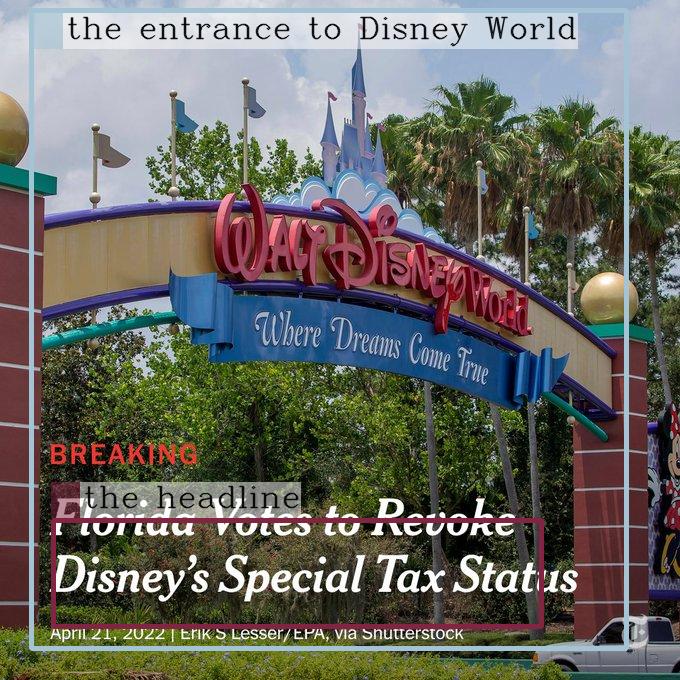 the entrance to Disney World
Walt Disney World
Where Dreams Come True
BREAKING
the headline
Florida Votes to Revoke
Disney's Special Tax Status
April 21, 2022 | Erik S Lesser/EPA, via Shutterstock